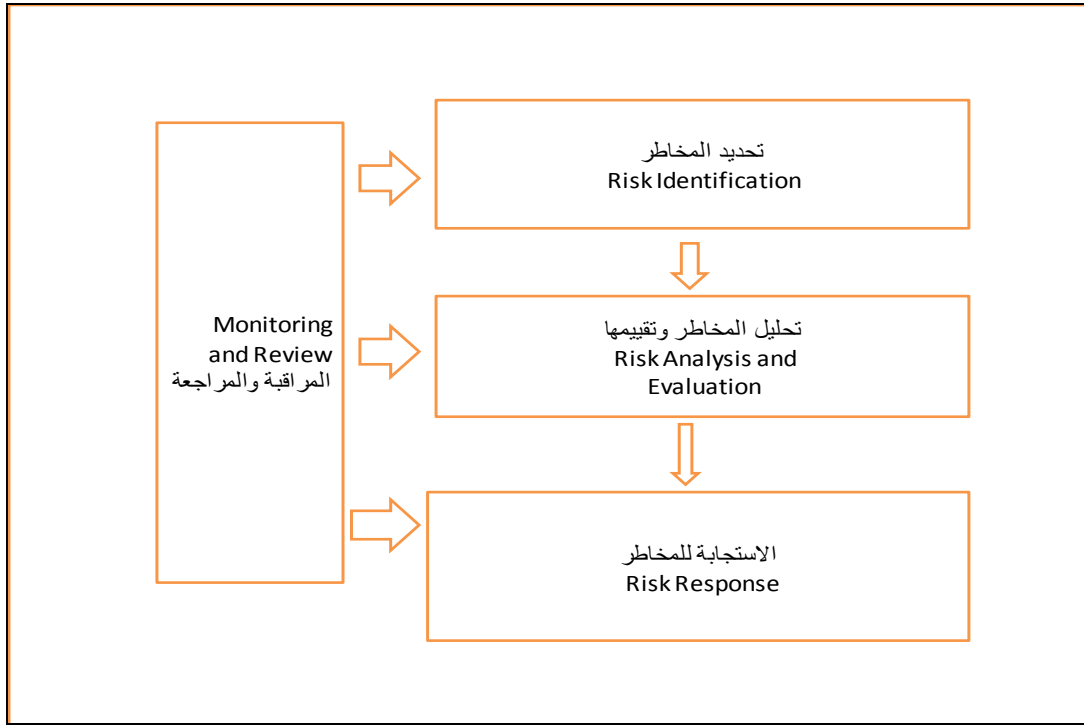 تحديد المخاطر
Risk Identification
Monitoring
and Review
المراقبة والمراجعة
تحليل المخاطر وتقييمها
Risk Analysis and
Evaluation
الاستجابة للمخاطر
Risk Response